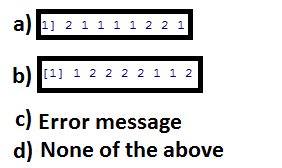 a) 1] 2 1 1 1 1 2 2 1
b) [1] 1 2 2 2 2 1 1 2
c) Error message
d) None of the above